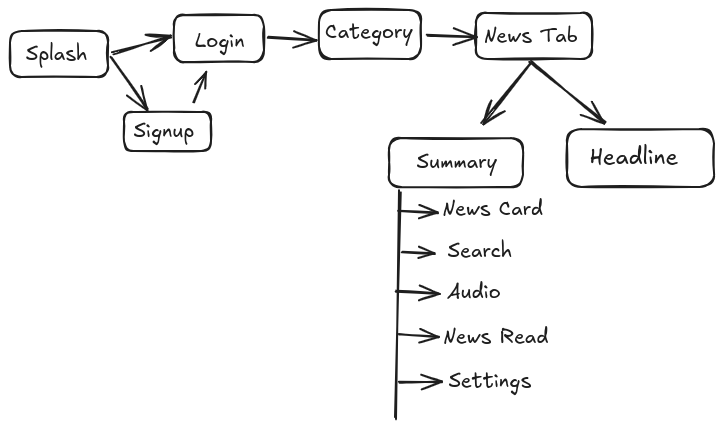 Splash
Login
Category
News Tab
Signup
Summary
Headline
News Card
Search
Audio
News Read
Settings